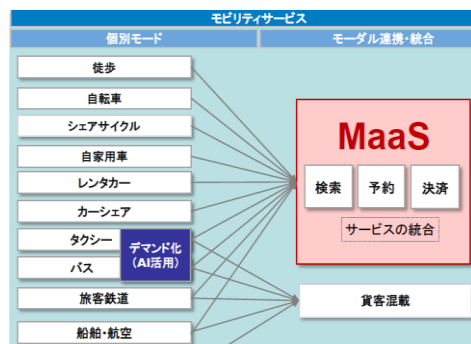 モビリティサービス
個別モード
モーダル連携・統合
徒歩
自転車
シェアサイクル
自家用車
レンタカー
カーシェア
タクシー
バス
デマンド化
（AI活用）
旅客鉄道
船舶・航空
MaaS
検索
予約
決済
サービスの統合
貨客混載